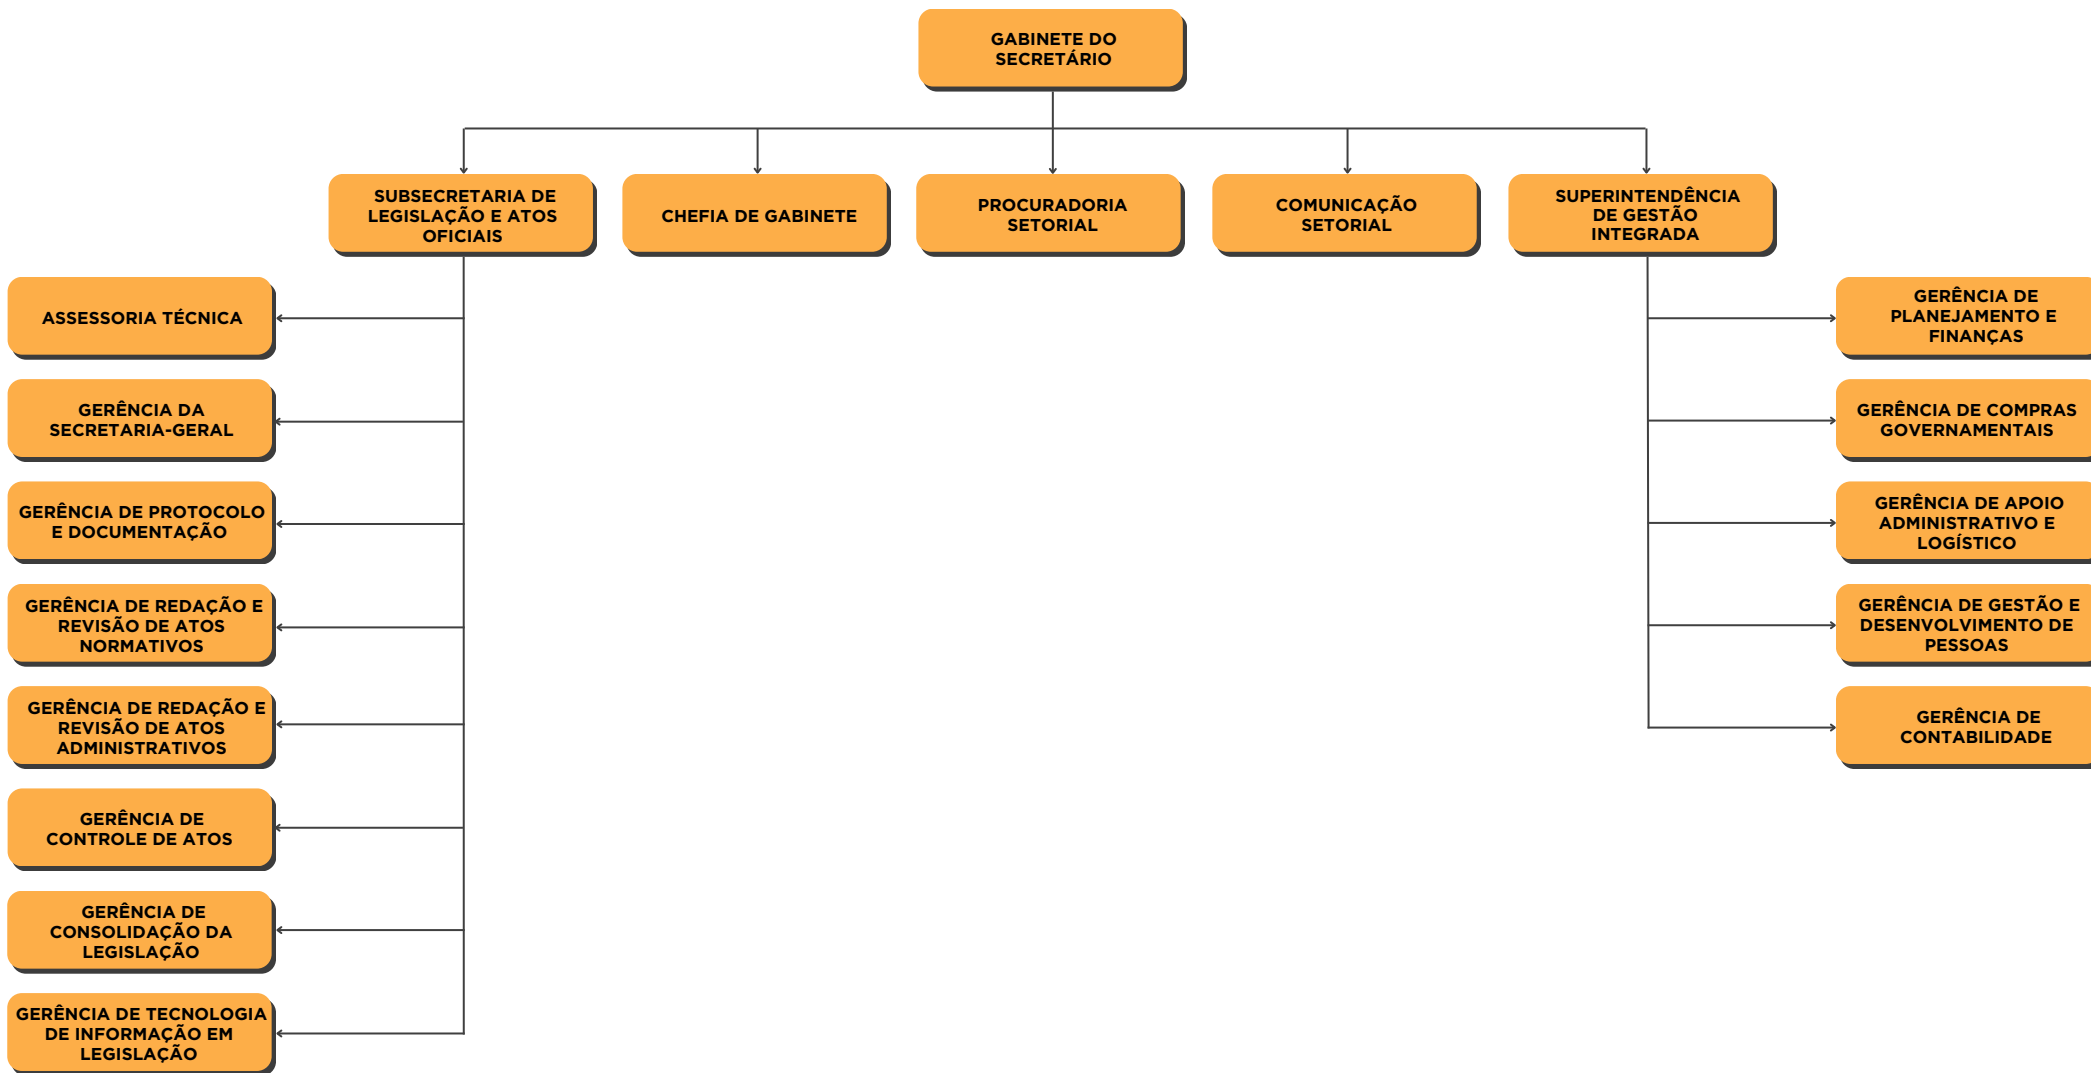 GABINETE DO
SECRETÁRIO
SUBSECRETARIA DE
LEGISLAÇÃO E ATOS
OFICIAIS
CHEFIA DE GABINETE
PROCURADORIA
SETORIAL
COMUNICAÇÃO
SETORIAL
SUPERINTENDÊNCIA
DE GESTÃO
INTEGRADA
ASSESSORIA TÉCNICA
GERÊNCIA DA
SECRETARIA-GERAL
GERÊNCIA DE PROTOCOLO
E DOCUMENTAÇÃO
GERÊNCIA DE REDAÇÃO E
REVISÃO DE ATOS
NORMATIVOS
GERÊNCIA DE REDAÇÃO E
REVISÃO DE ATOS
ADMINISTRATIVOS
GERÊNCIA DE
CONTROLE DE ATOS
GERÊNCIA DE
CONSOLIDAÇÃO DA
LEGISLAÇÃO
GERÊNCIA DE TECNOLOGIA
DE INFORMAÇÃO EM
LEGISLAÇÃO
GERÊNCIA DE
PLANEJAMENTO E
FINANÇAS
GERÊNCIA DE COMPRAS
GOVERNAMENTAIS
GERÊNCIA DE APOIO
ADMINISTRATIVO E
LOGÍSTICO
GERÊNCIA DE GESTÃO E
DESENVOLVIMENTO DE
PESSOAS
GERÊNCIA DE
CONTABILIDADE